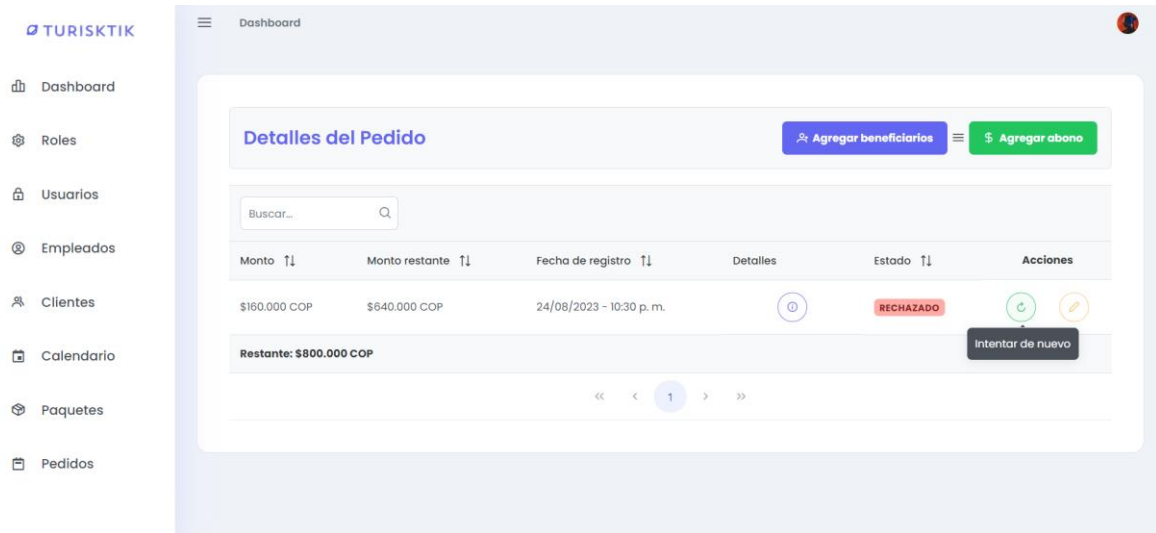 TURISKTIK
Dashboard
Dashboard
Roles
Usuarios
Empleados
Clientes
Calendario
Paquetes
Pedidos
Detalles del Pedido
Agregar beneficiarios
$ Agregar abono
Buscar...
Monto Monto restante Fecha de registro Detalles Estado Acciones
$160.000 COP $640.000 COP 24/08/2023 - 10:30 p. m. RECHAZADO
Intentar de nuevo
Restante: $800.000 COP
<< < 1 > >>